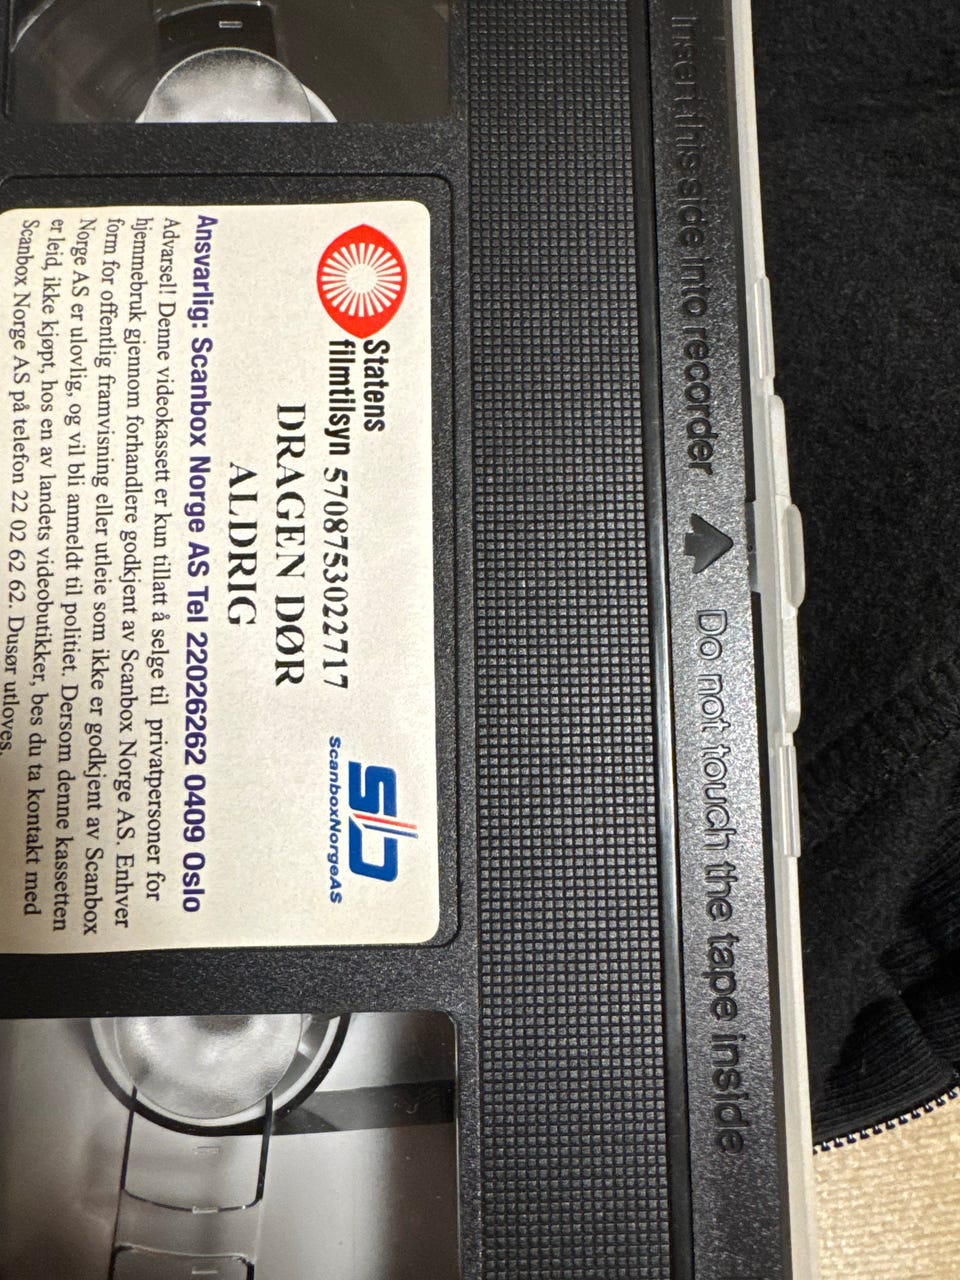 Insert this side into recorder
Do not touch the tape inside
Statens
filmtilsyn 5708753022717
ScanboxNorgeAS
DRAGEN DØR
ALDRIG
Ansvarlig: Scanbox Norge AS Tel 22026262 0409 Oslo
Advarsel! Denne videokassett er kun tillatt å selge til privatpersoner for
hjemmebruk gjennom forhandlere godkjent av Scanbox Norge AS. Enhver
form for offentlig framvisning eller utleie som ikke er godkjent av Scanbox
Norge AS er ulovlig, og vil bli anmeldt til politiet. Dersom denne kassetten
er leid, ikke kjøpt, hos en av landets videobutikker, bes du ta kontakt med
Scanbox Norge AS på telefon 22 02 62 62. Dusør utloves.